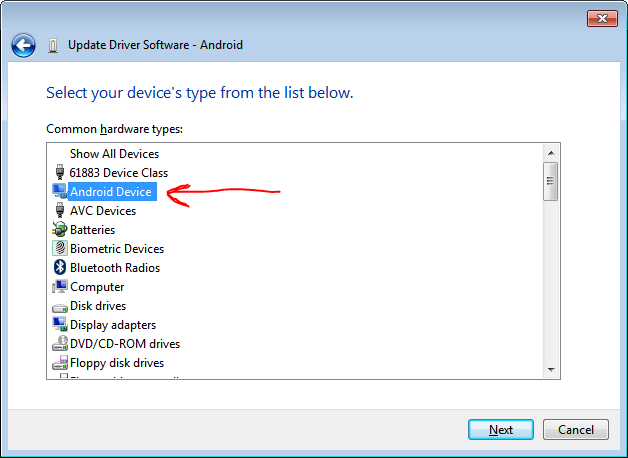 Update Driver Software - Android
Select your device's type from the list below.
Common hardware types:
Show All Devices
61883 Device Class
Android Device
AVC Devices
Batteries
Biometric Devices
Bluetooth Radios
Computer
Disk drives
Display adapters
DVD/CD-ROM drives
Floppy disk drives
Next
Cancel